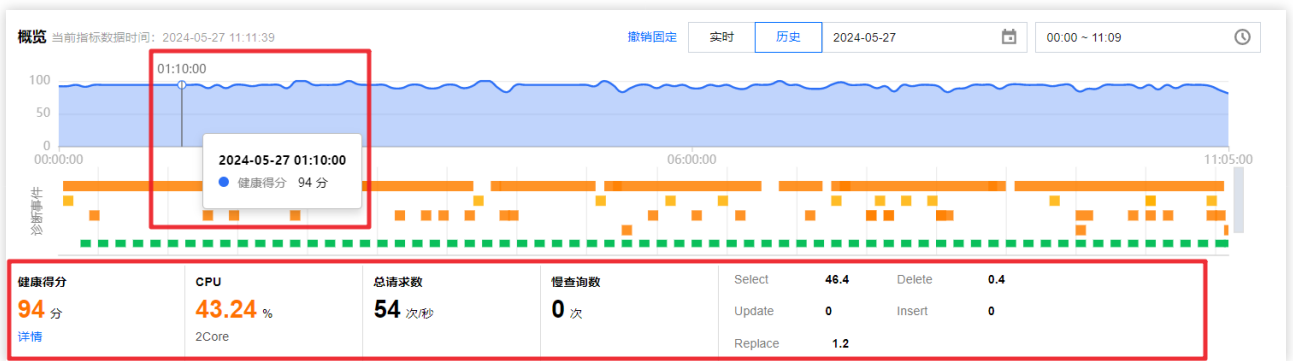 概览 当前指标数据时间：2024-05-27 11:11:39 撤销固定 实时 历史 2024-05-27 00:00 ~ 11:09
01:10:00
100
50
0
00:00:00 06:00:00 11:05:00
2024-05-27 01:10:00
健康得分 94 分
诊断事件
健康得分 CPU 总请求数 慢查询数 Select 46.4 Delete 0.4
94 分 43.24 % 54 次/秒 0 次 Update 0 Insert 0
详情 2Core Replace 1.2